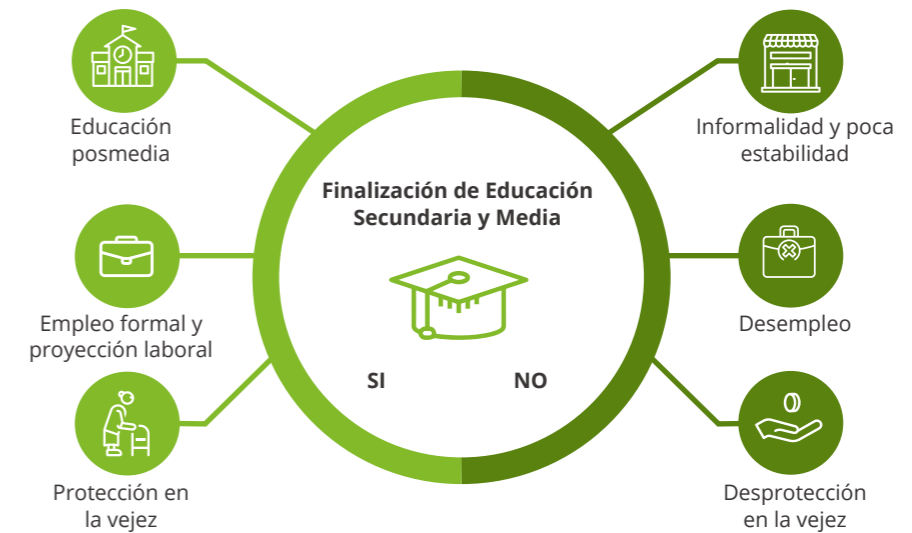 Finalización de Educación
Secundaria y Media
SI
NO
Educación
posmedia
Empleo formal y
proyección laboral
Protección en
la vejez
Informalidad y poca
estabilidad
Desempleo
Desprotección
en la vejez